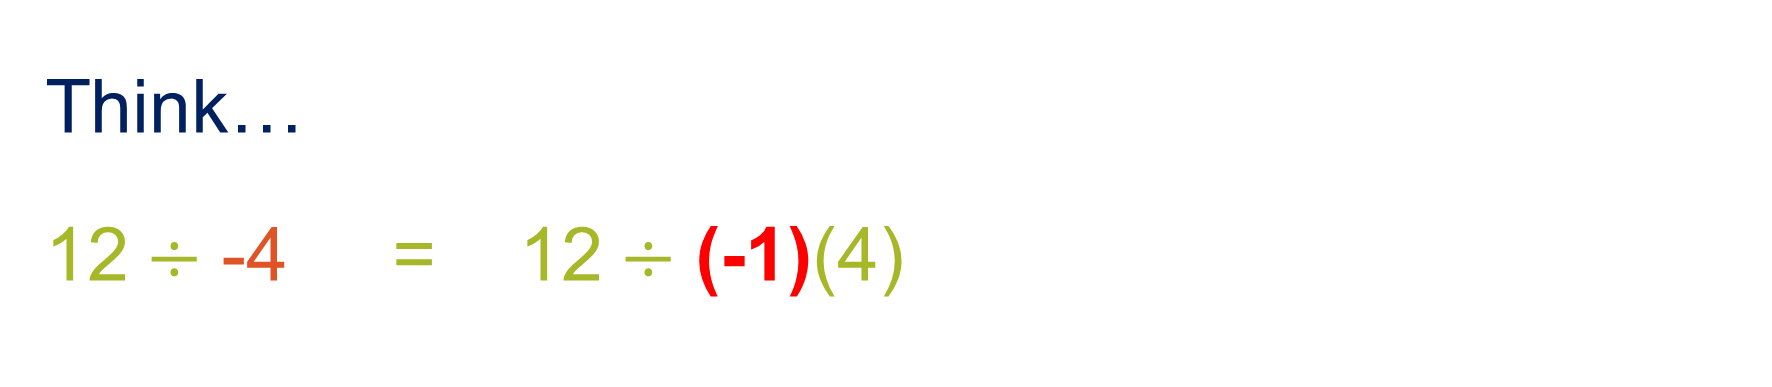 Think…
12 ÷ -4 = 12 ÷ (-1)(4)